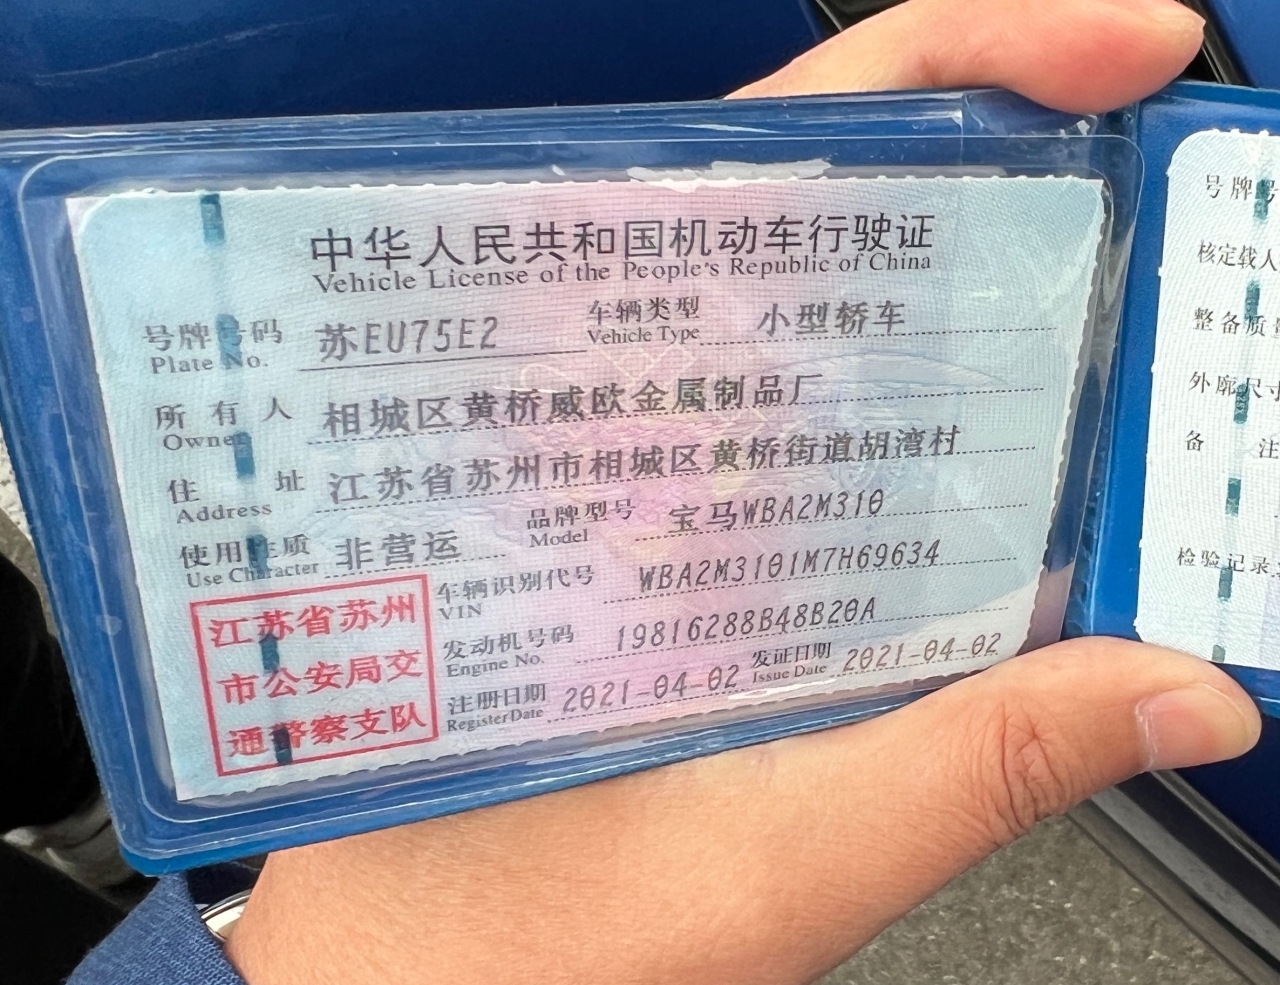 中华人民共和国机动车行驶证
Vehicle License of the People's Republic of China
号牌号码 苏EU75E2 车辆类型 小型轿车
Plate No. Vehicle Type
所有人 相城区黄桥威欧金属制品厂
Owner
住址 江苏省苏州市相城区黄桥街道胡湾村
Address
使用性质 非营运 品牌型号 宝马WBA2M310
Use Character Model
车辆识别代号 WBA2M3101M7H69634
VIN
发动机号码 19816288B48B20A
Engine No.
注册日期 2021-04-02 发证日期 2021-04-02
Register Date Issue Date
江苏省苏州
市公安局交
通警察支队
号牌号
核定载人
整备质量
外廓尺寸
备注
检验记录